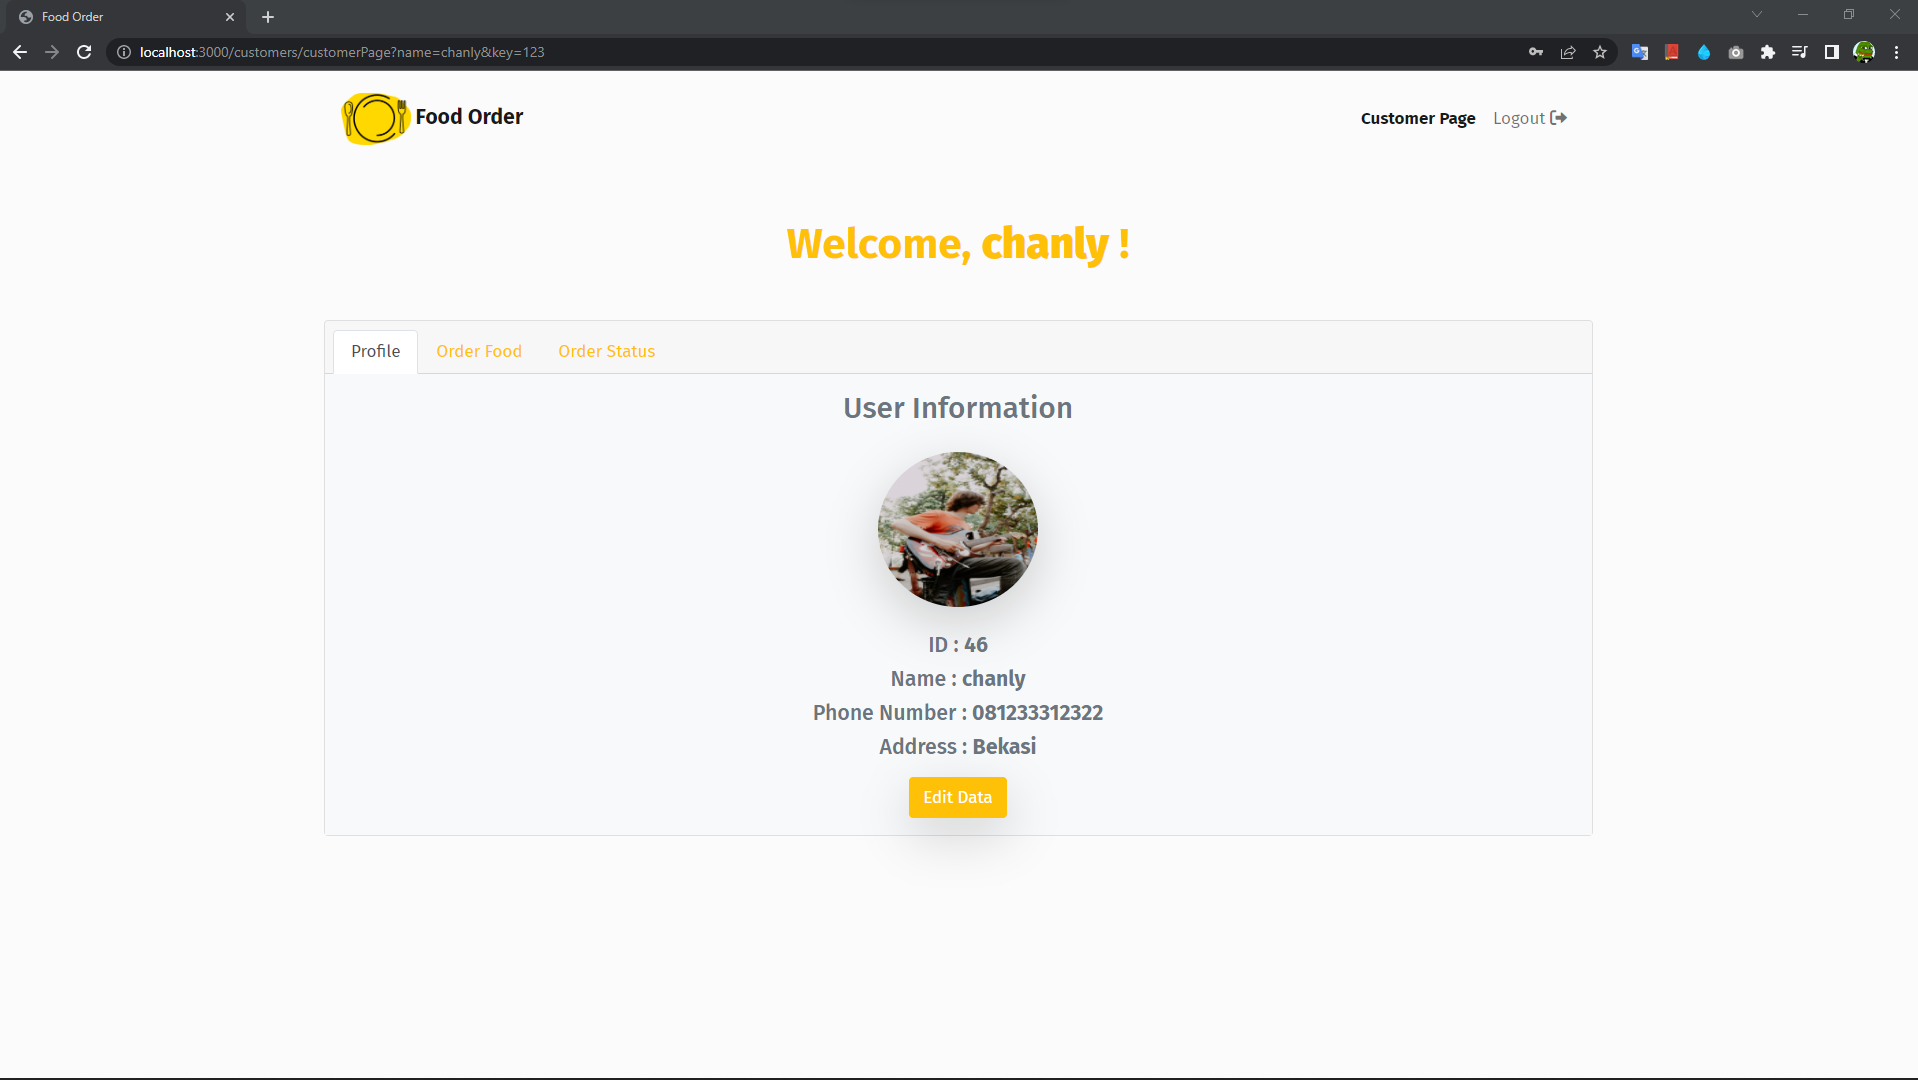 Food Order
localhost:3000/customers/customerPage?name=chanly&key=123
Food Order
Customer Page
Logout
Welcome, chanly !
Profile
Order Food
Order Status
User Information
ID : 46
Name : chanly
Phone Number : 081233312322
Address : Bekasi
Edit Data